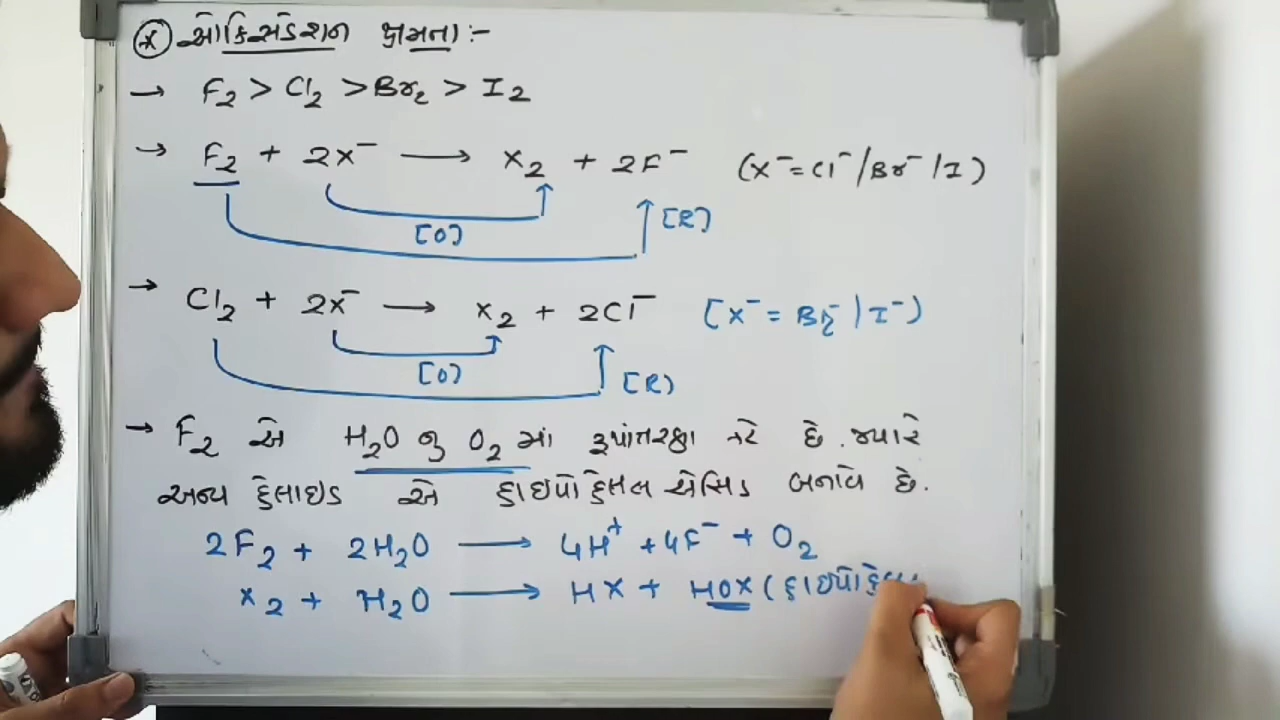 * ઓકિસડેશન ક્ષમતા :-
→ F₂ > Cl₂ > Br₂ > I₂
→ F₂ + 2X⁻ → X₂ + 2F⁻ (X⁻ = Cl⁻ / Br⁻ / I)
[O] [R]
→ Cl₂ + 2X⁻ → X₂ + 2Cl⁻ [X⁻ = Br⁻ / I⁻)
[O] [R]
→ F₂ એ H₂O નુ O₂ માં રૂપાંતરણ કરે છે. જ્યારે
અન્ય હેલાઇડ એ હાઇપોહેલસ એસિડ બનાવે છે.
2F₂ + 2H₂O → 4H⁺ + 4F⁻ + O₂
X₂ + H₂O → HX + HOX (હાઇપોહેલ